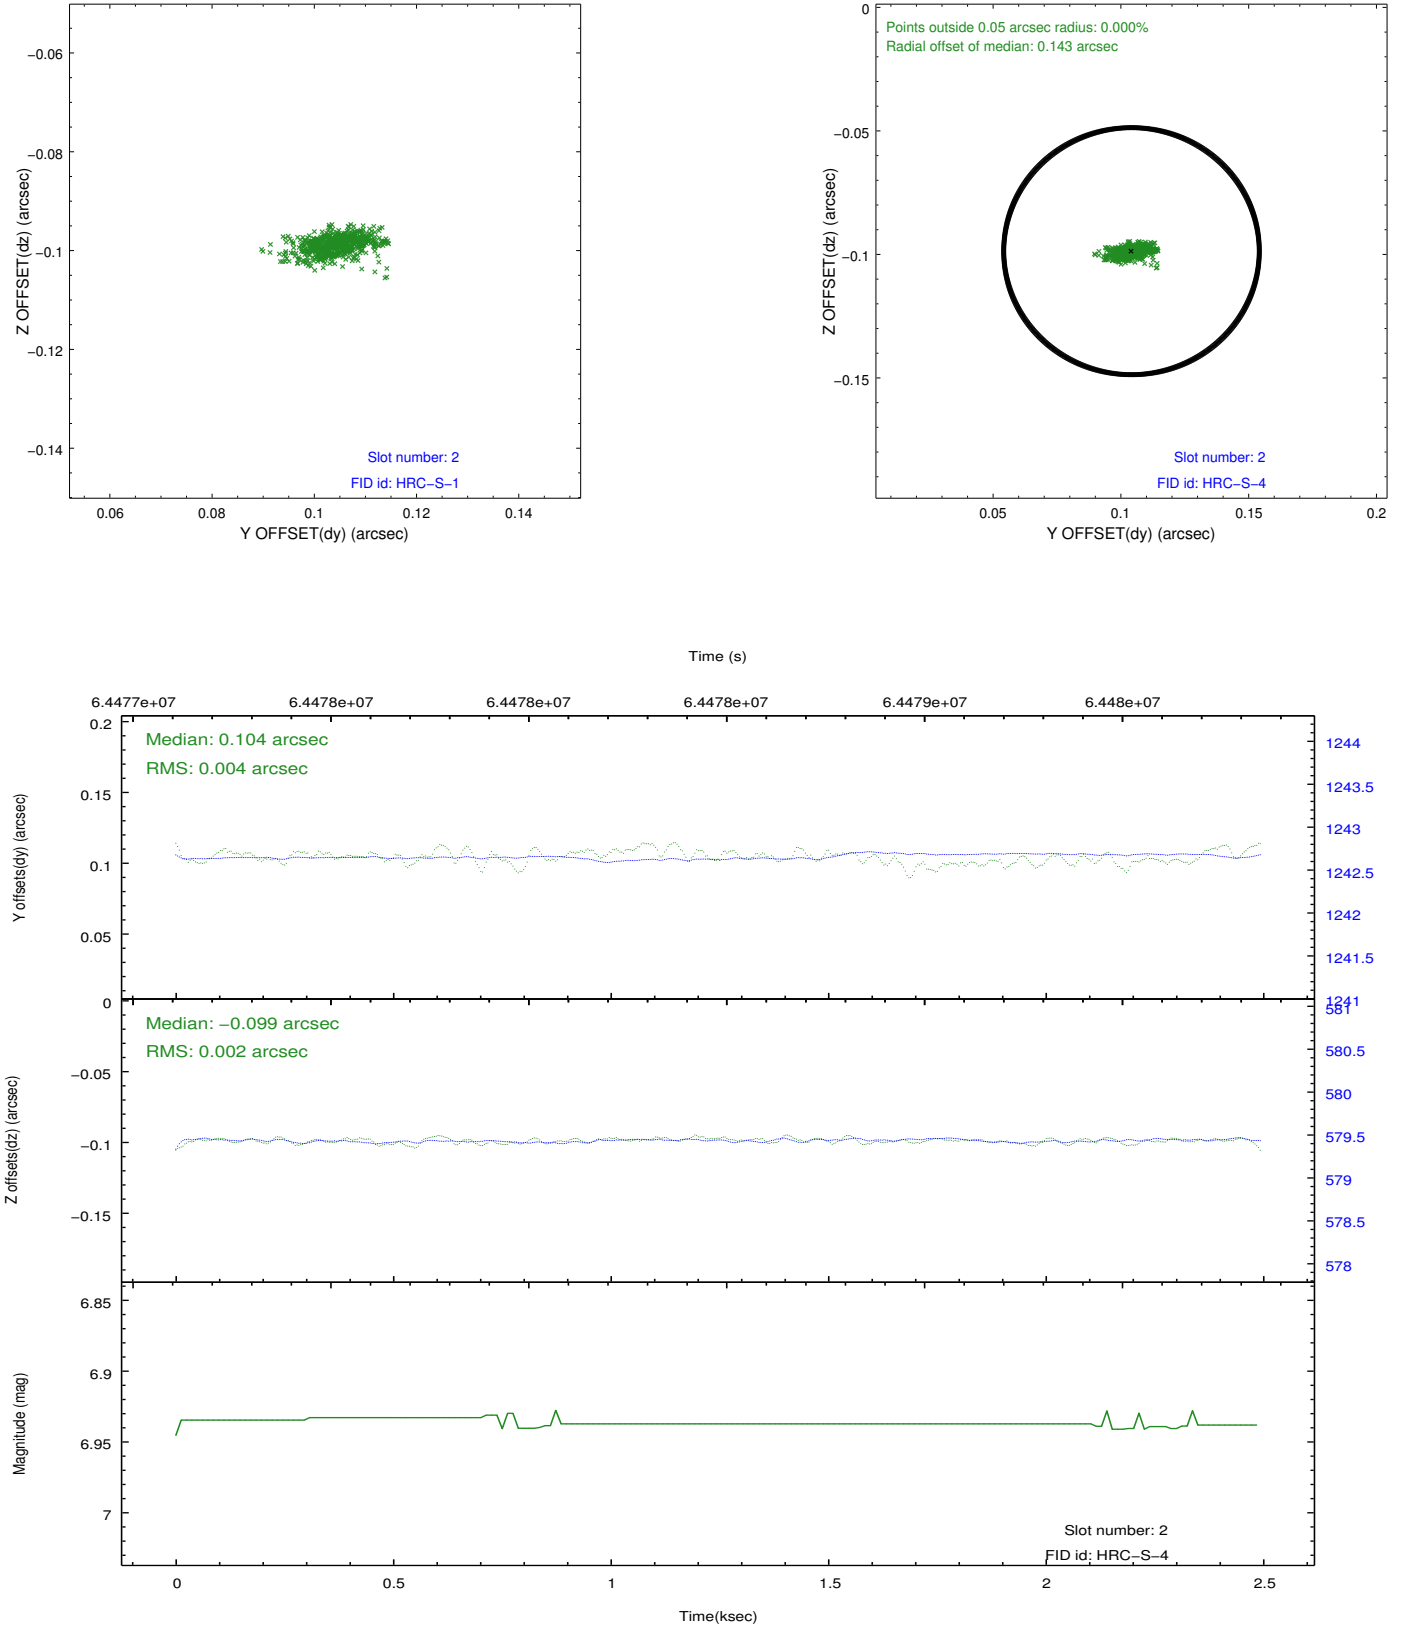 −0.06
−0.08
−0.1
−0.12
−0.14
Z OFFSET(dz) (arcsec)
Slot number: 2
FID id: HRC−S−1
0.06 0.08 0.1 0.12 0.14
Y OFFSET(dy) (arcsec)
Points outside 0.05 arcsec radius: 0.000%
Radial offset of median: 0.143 arcsec
0
−0.05
−0.1
−0.15
Z OFFSET(dz) (arcsec)
Slot number: 2
FID id: HRC−S−4
0.05 0.1 0.15 0.2
Y OFFSET(dy) (arcsec)
Time (s)
6.4477e+07 6.4478e+07 6.4478e+07 6.4478e+07 6.4479e+07 6.448e+07
Median: 0.104 arcsec
RMS: 0.004 arcsec
0.2
0.15
0.1
0.05
0
Y offsets(dy) (arcsec)
1244
1243.5
1243
1242.5
1242
1241.5
1241
Median: −0.099 arcsec
RMS: 0.002 arcsec
−0.05
−0.1
−0.15
Z offsets(dz) (arcsec)
581
580.5
580
579.5
579
578.5
578
6.85
6.9
6.95
7
Magnitude (mag)
Slot number: 2
FID id: HRC−S−4
0 0.5 1 1.5 2 2.5
Time(ksec)